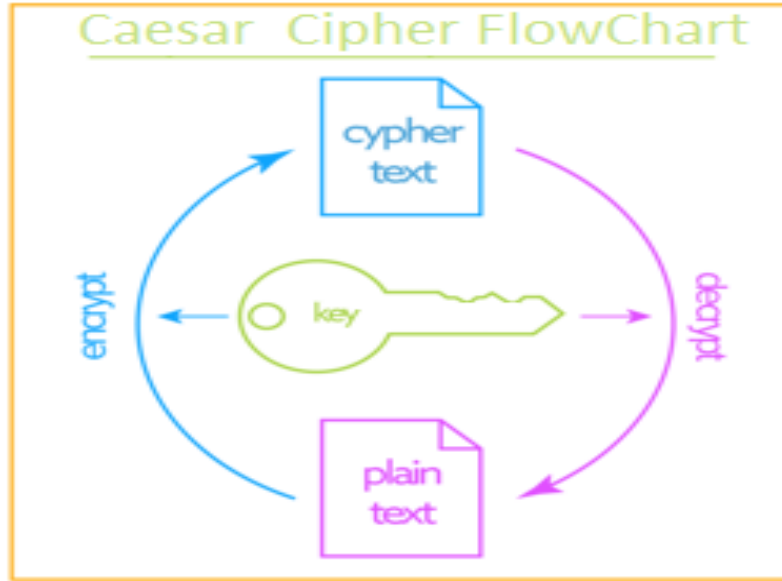 Caesar Cipher FlowChart
cypher
text
encrypt
key
decrypt
plain
text